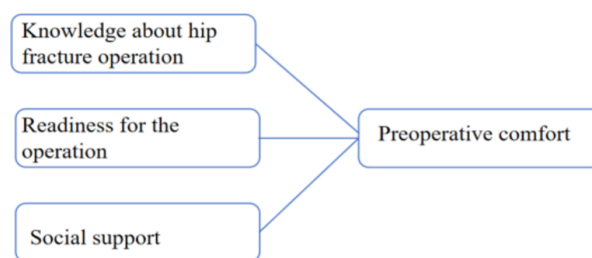 Knowledge about hip
fracture operation
Readiness for the
operation
Preoperative comfort
Social support